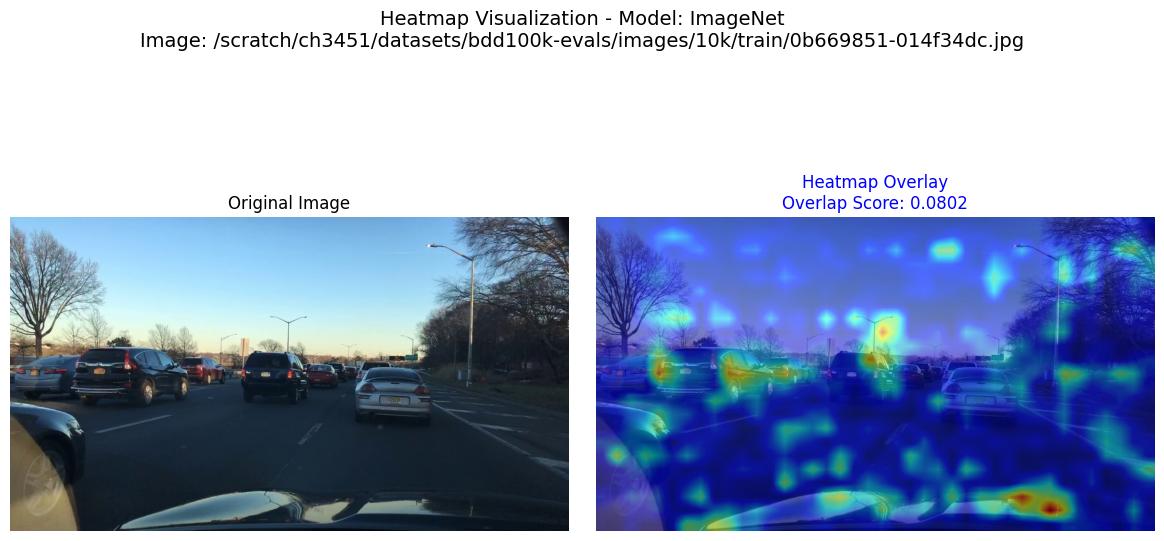 Heatmap Visualization - Model: ImageNet
Image: /scratch/ch3451/datasets/bdd100k-evals/images/10k/train/0b669851-014f34dc.jpg
Original Image
Heatmap Overlay
Overlap Score: 0.0802